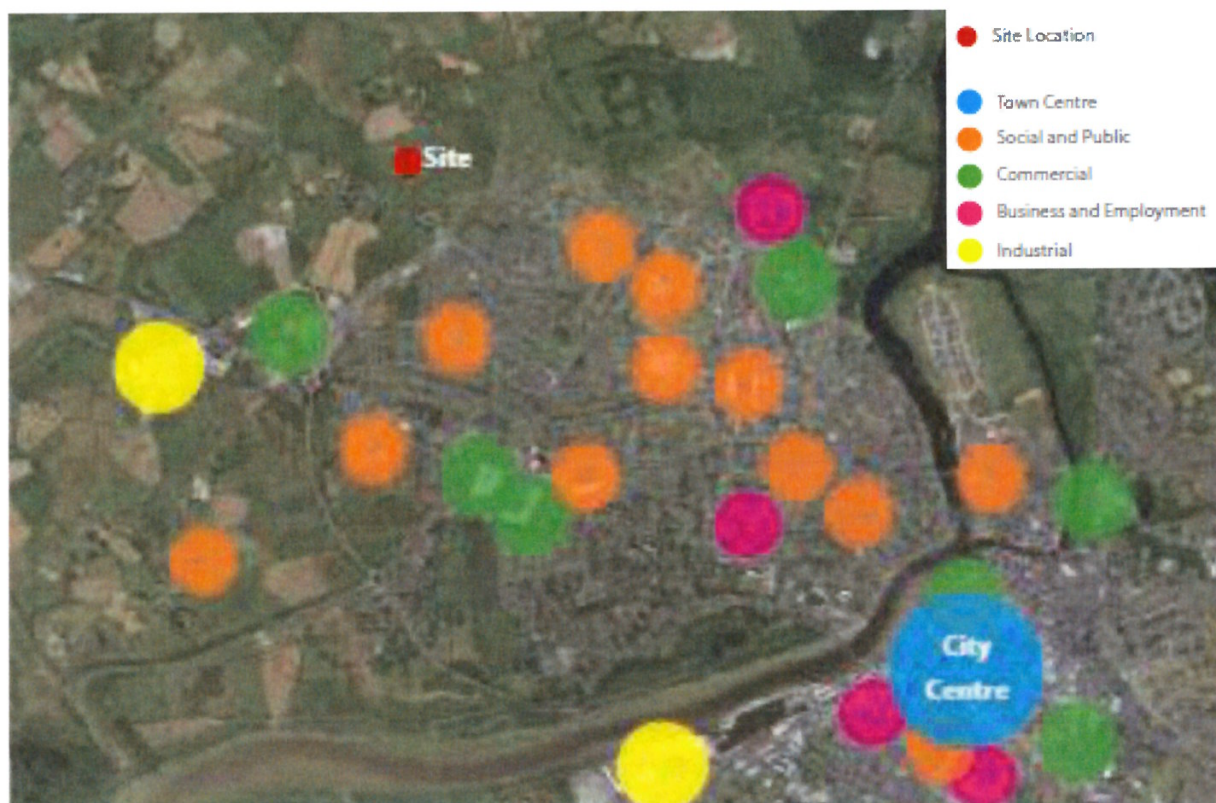 Site Location
Town Centre
Social and Public
Commercial
Business and Employment
Industrial
Site
City
Centre